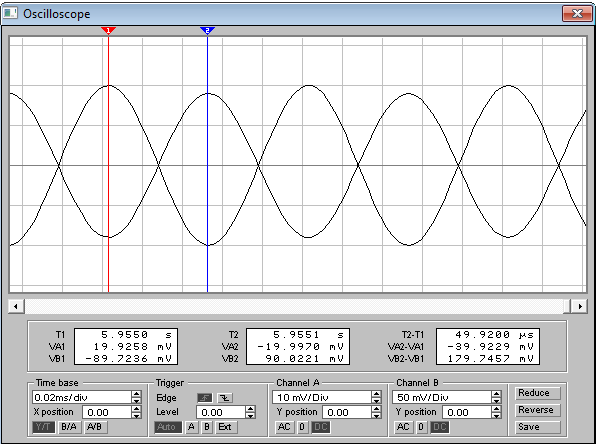 Oscilloscope
1 2
T1 5.9550 s T2 5.9551 s T2-T1 49.9200 µs
VA1 19.9258 mV VA2 -19.9970 mV VA2-VA1 -39.9229 mV
VB1 -89.7236 mV VB2 90.0221 mV VB2-VB1 179.7457 mV
Time base Trigger Channel A Channel B
0.02ms/div Edge 10 mV/Div 50 mV/Div Reduce
X position 0.00 Level 0.00 Y position 0.00 Y position 0.00 Reverse
Y/T B/A A/B Auto A B Ext AC 0 DC AC 0 DC Save